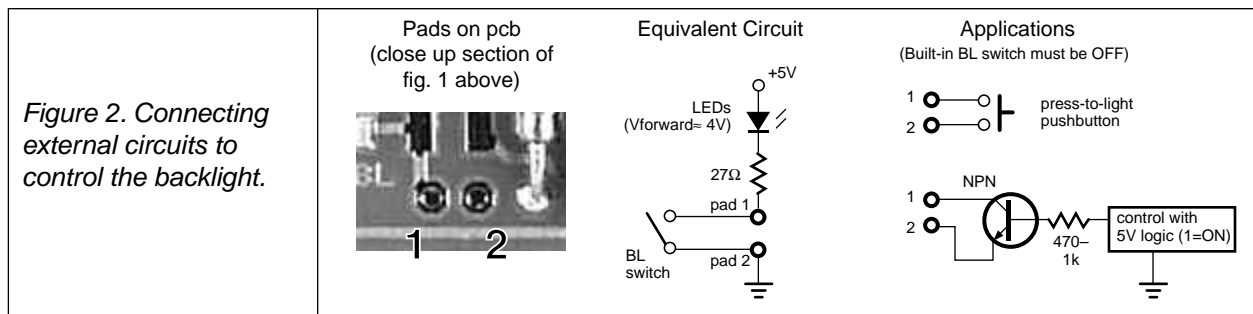 Figure 2. Connecting
external circuits to
control the backlight.
Pads on pcb
(close up section of
fig. 1 above)
BL
1 2
Equivalent Circuit
+5V
LEDs
(Vforward≈ 4V)
27Ω
pad 1
BL
switch
pad 2
Applications
(Built-in BL switch must be OFF)
1
2
press-to-light
pushbutton
NPN
1
2
470–
1k
control with
5V logic (1=ON)